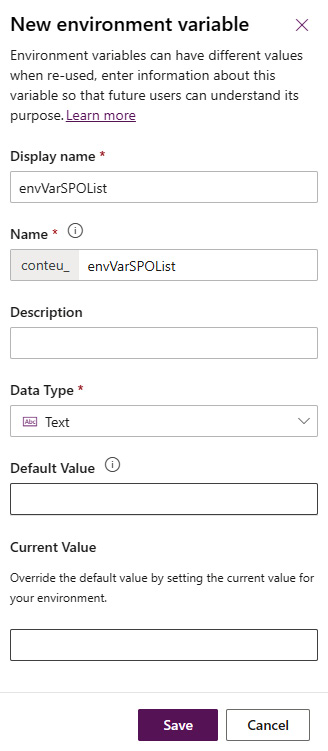 New environment variable
Environment variables can have different values
when re-used, enter information about this
variable so that future users can understand its
purpose. Learn more
Display name *
envVarSPOList
Name *
conteu_ envVarSPOList
Description
Data Type *
Abc Text
Default Value
Current Value
Override the default value by setting the current value for
your environment.
Save Cancel